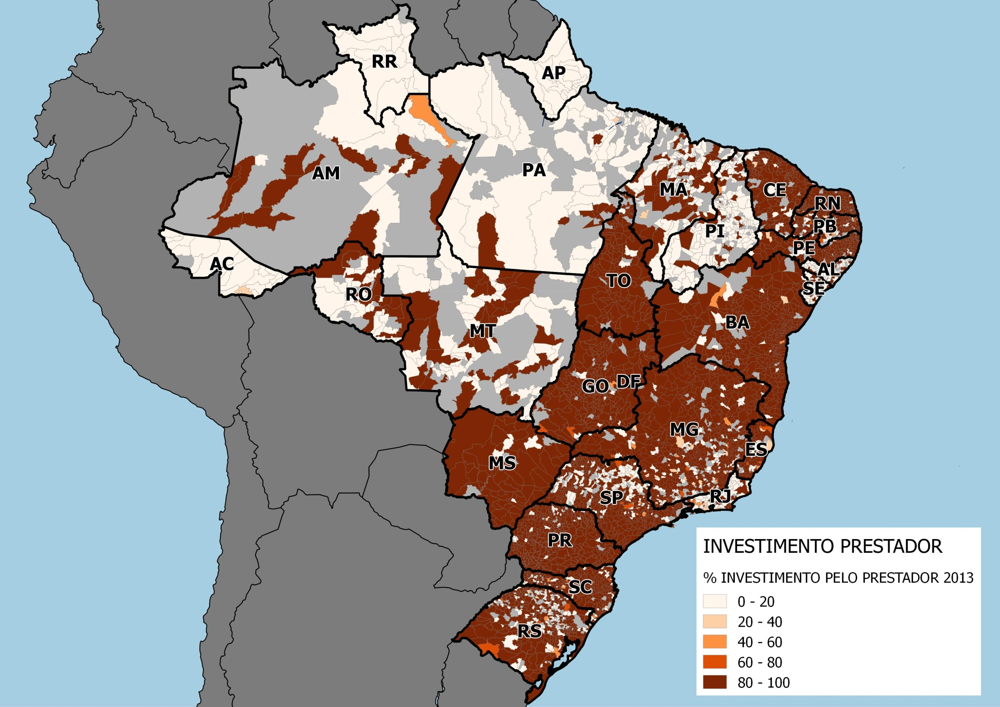 RR
AP
AM
PA
MA
CE
RN
PB
PI
PE
AC
AL
TO
SE
RO
BA
MT
GO
DF
MG
ES
MS
SP
RJ
PR
SC
RS
INVESTIMENTO PRESTADOR
% INVESTIMENTO PELO PRESTADOR 2013
0 - 20
20 - 40
40 - 60
60 - 80
80 - 100